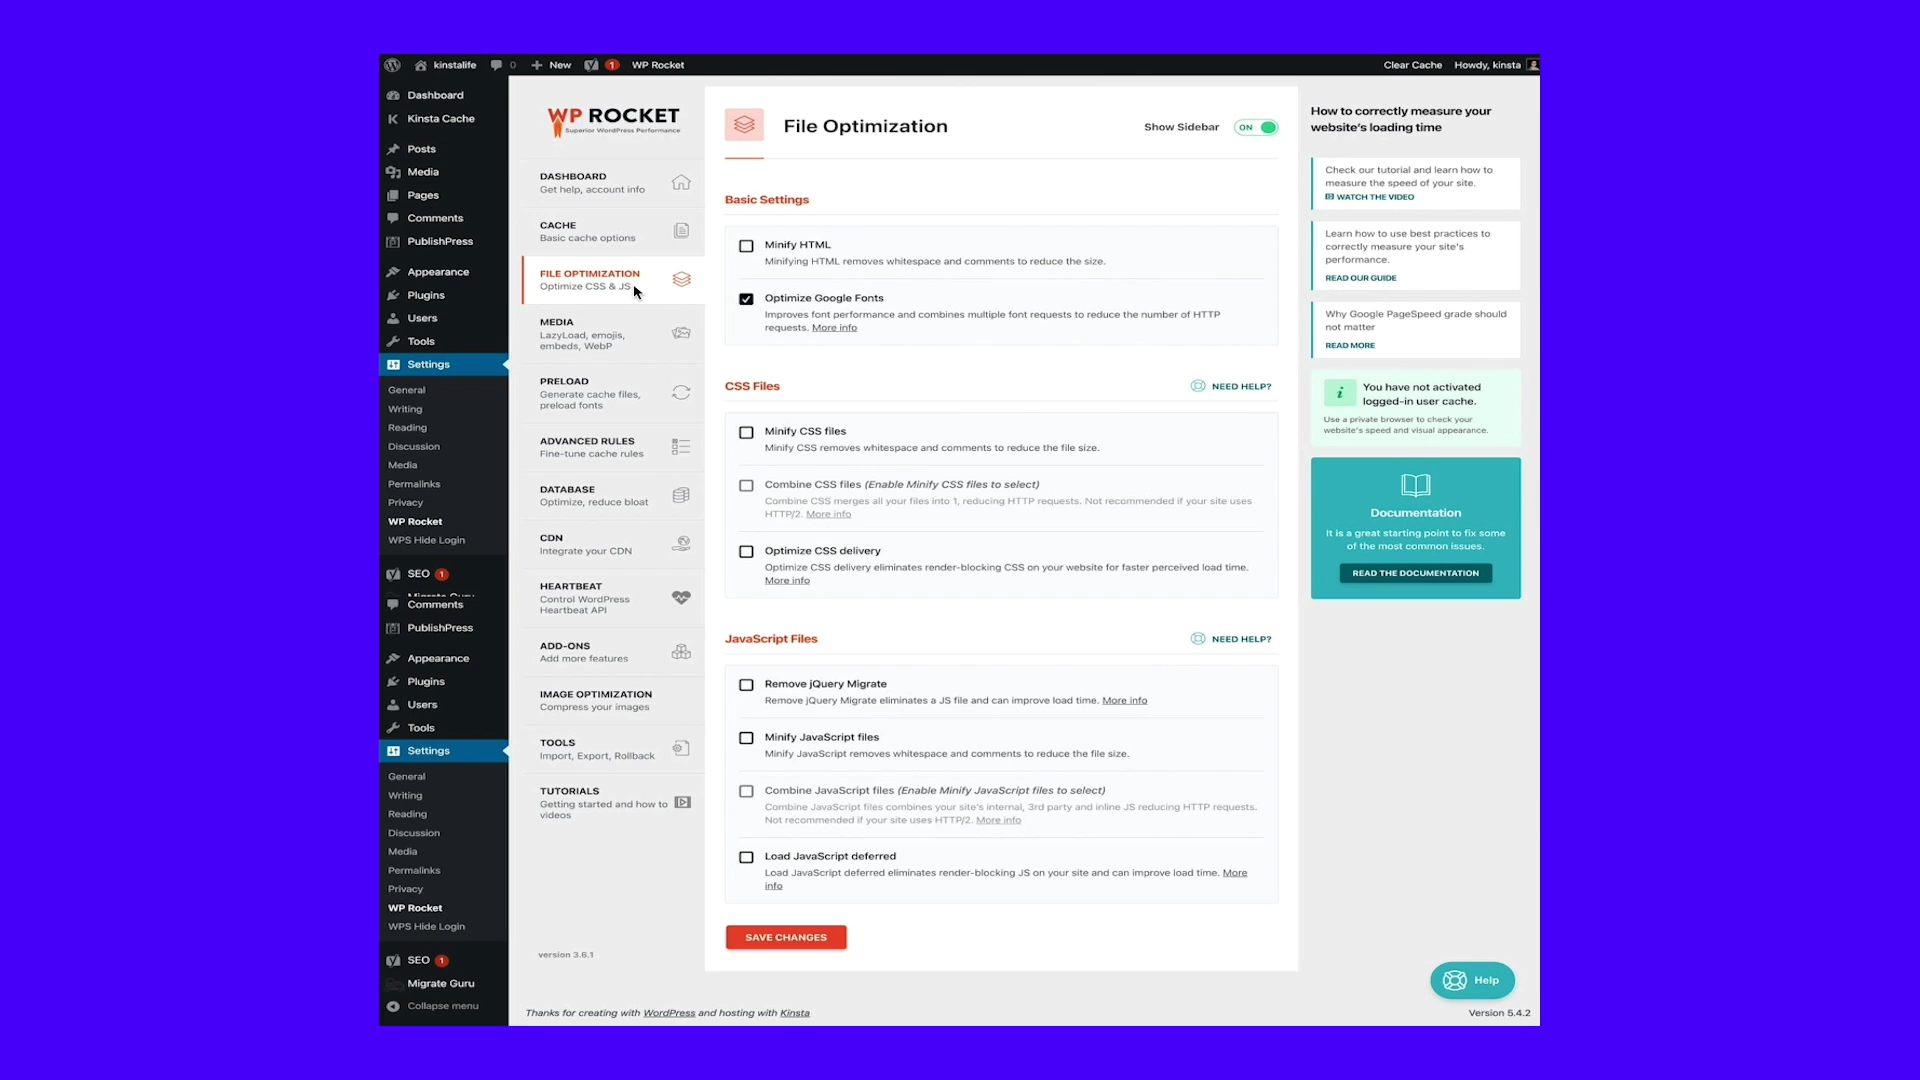 kinstalife
0
New
1
WP Rocket
Clear Cache
Howdy, kinsta
Dashboard
Kinsta Cache
Posts
Media
Pages
Comments
PublishPress
Appearance
Plugins
Users
Tools
Settings
General
Writing
Reading
Discussion
Media
Permalinks
Privacy
WP Rocket
WPS Hide Login
SEO 1
Migrate Guru
Comments
PublishPress
Appearance
Plugins
Users
Tools
Settings
General
Writing
Reading
Discussion
Media
Permalinks
Privacy
WP Rocket
WPS Hide Login
SEO 1
Migrate Guru
Collapse menu
WP ROCKET
Superior WordPress Performance
DASHBOARD
Get help, account info
CACHE
Basic cache options
FILE OPTIMIZATION
Optimize CSS & JS
MEDIA
LazyLoad, emojis,
embeds, WebP
PRELOAD
Generate cache files,
preload fonts
ADVANCED RULES
Fine-tune cache rules
DATABASE
Optimize, reduce bloat
CDN
Integrate your CDN
HEARTBEAT
Control WordPress
Heartbeat API
ADD-ONS
Add more features
IMAGE OPTIMIZATION
Compress your images
TOOLS
Import, Export, Rollback
TUTORIALS
Getting started and how to
videos
version 3.6.1
File Optimization
Show Sidebar
ON
Basic Settings
Minify HTML
Minifying HTML removes whitespace and comments to reduce the size.
Optimize Google Fonts
Improves font performance and combines multiple font requests to reduce the number of HTTP
requests. More info
CSS Files
NEED HELP?
Minify CSS files
Minify CSS removes whitespace and comments to reduce the file size.
Combine CSS files (Enable Minify CSS files to select)
Combine CSS merges all your files into 1, reducing HTTP requests. Not recommended if your site uses
HTTP/2. More info
Optimize CSS delivery
Optimize CSS delivery eliminates render-blocking CSS on your website for faster perceived load time.
More info
JavaScript Files
NEED HELP?
Remove jQuery Migrate
Remove jQuery Migrate eliminates a JS file and can improve load time. More info
Minify JavaScript files
Minify JavaScript removes whitespace and comments to reduce the file size.
Combine JavaScript files (Enable Minify JavaScript files to select)
Combine JavaScript files combines your site's internal, 3rd party and inline JS reducing HTTP requests.
Not recommended if your site uses HTTP/2. More info
Load JavaScript deferred
Load JavaScript deferred eliminates render-blocking JS on your site and can improve load time. More
info
SAVE CHANGES
How to correctly measure your
website's loading time
Check our tutorial and learn how to
measure the speed of your site.
WATCH THE VIDEO
Learn how to use best practices to
correctly measure your site's
performance.
READ OUR GUIDE
Why Google PageSpeed grade should
not matter
READ MORE
i
You have not activated
logged-in user cache.
Use a private browser to check your
website's speed and visual appearance.
Documentation
It is a great starting point to fix some
of the most common issues.
READ THE DOCUMENTATION
Help
Thanks for creating with WordPress and hosting with Kinsta
Version 5.4.2